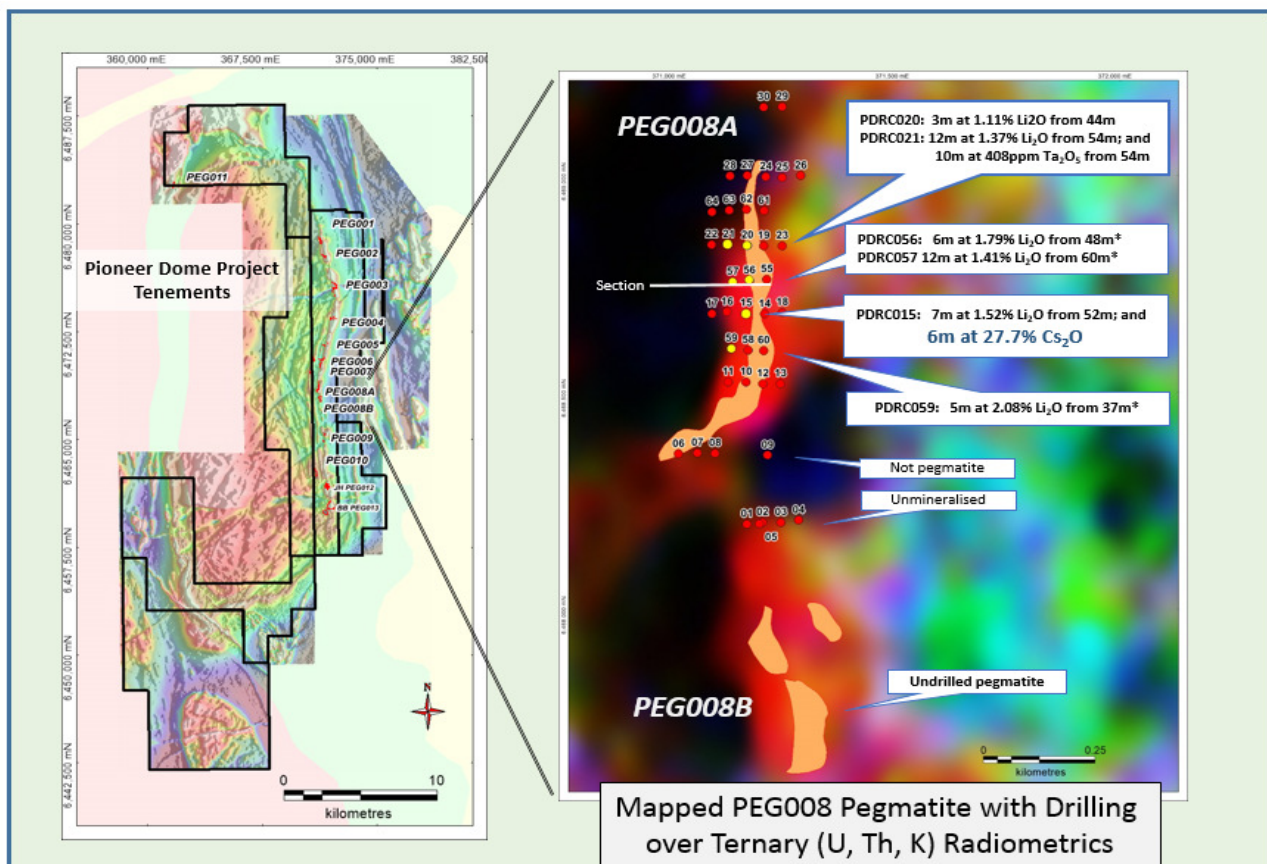 360,000 mE 367,500 mE 375,000 mE 382,500
6,487,500 mN
6,480,000 mN
6,472,500 mN
6,465,000 mN
6,457,500 mN
6,450,000 mN
6,442,500 mN
PEG011
PEG001
PEG002
PEG003
PEG004
PEG005
PEG006
PEG007
PEG008A
PEG008B
PEG009
PEG010
JH PEG012
BB PEG013
Pioneer Dome Project
Tenements
N
0 10
kilometres
371,000 mE 371,500 mE 372,000 mE
PEG008A
30 29
28 27 24 25 26
64 63 62 61
22 21 20 19 23
57 56 55
Section
17 16 15 14 18
59 58 60
11 10 12 13
06 07 08 09
01 02 03 04
05
PEG008B
PDRC020: 3m at 1.11% Li2O from 44m
PDRC021: 12m at 1.37% Li₂O from 54m; and
10m at 408ppm Ta₂O₅ from 54m
PDRC056: 6m at 1.79% Li₂O from 48m*
PDRC057 12m at 1.41% Li₂O from 60m*
PDRC015: 7m at 1.52% Li₂O from 52m; and
6m at 27.7% Cs₂O
PDRC059: 5m at 2.08% Li₂O from 37m*
Not pegmatite
Unmineralised
Undrilled pegmatite
0 0.25
kilometres
Mapped PEG008 Pegmatite with Drilling
over Ternary (U, Th, K) Radiometrics